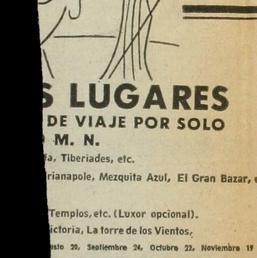 S LUGARES
DE VIAJE POR SOLO
M. N.
Tiberiades, etc.
rianapole, Mezquita Azul, El Gran Bazar,
Templos, etc. (Luxor opcional).
ictoria, La torre de los Vientos,
20, Septiembre 24, Octubre 22, Noviembre 19